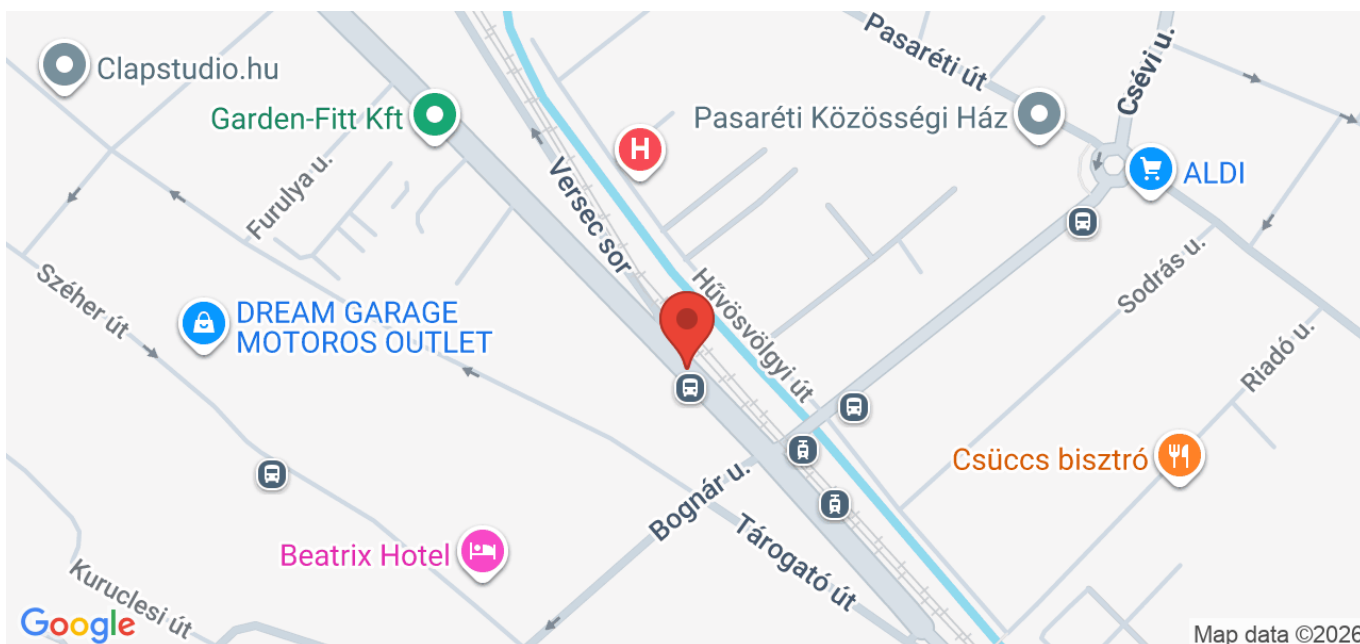 Clapstudio.hu
Garden-Fitt Kft
Furulya u.
Versec sor
H
Pasaréti út
Csévi u.
Pasaréti Közösségi Ház
ALDI
Széher út
DREAM GARAGE
MOTOROS OUTLET
Hűvösvölgyi út
Sodrás u.
Riadó u.
Csüccs bisztró
Bognár u.
Tárogató út
Beatrix Hotel
Kuruclesi út
Google
Map data ©2026